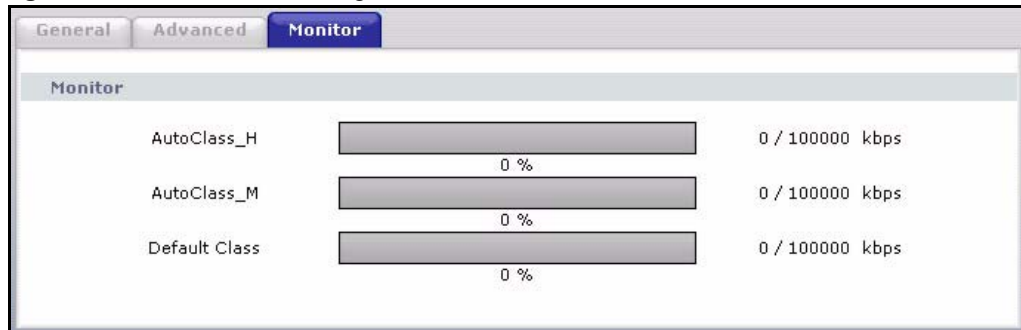 General Advanced Monitor
Monitor
AutoClass_H 0 / 100000 kbps
0 %
AutoClass_M 0 / 100000 kbps
0 %
Default Class 0 / 100000 kbps
0 %